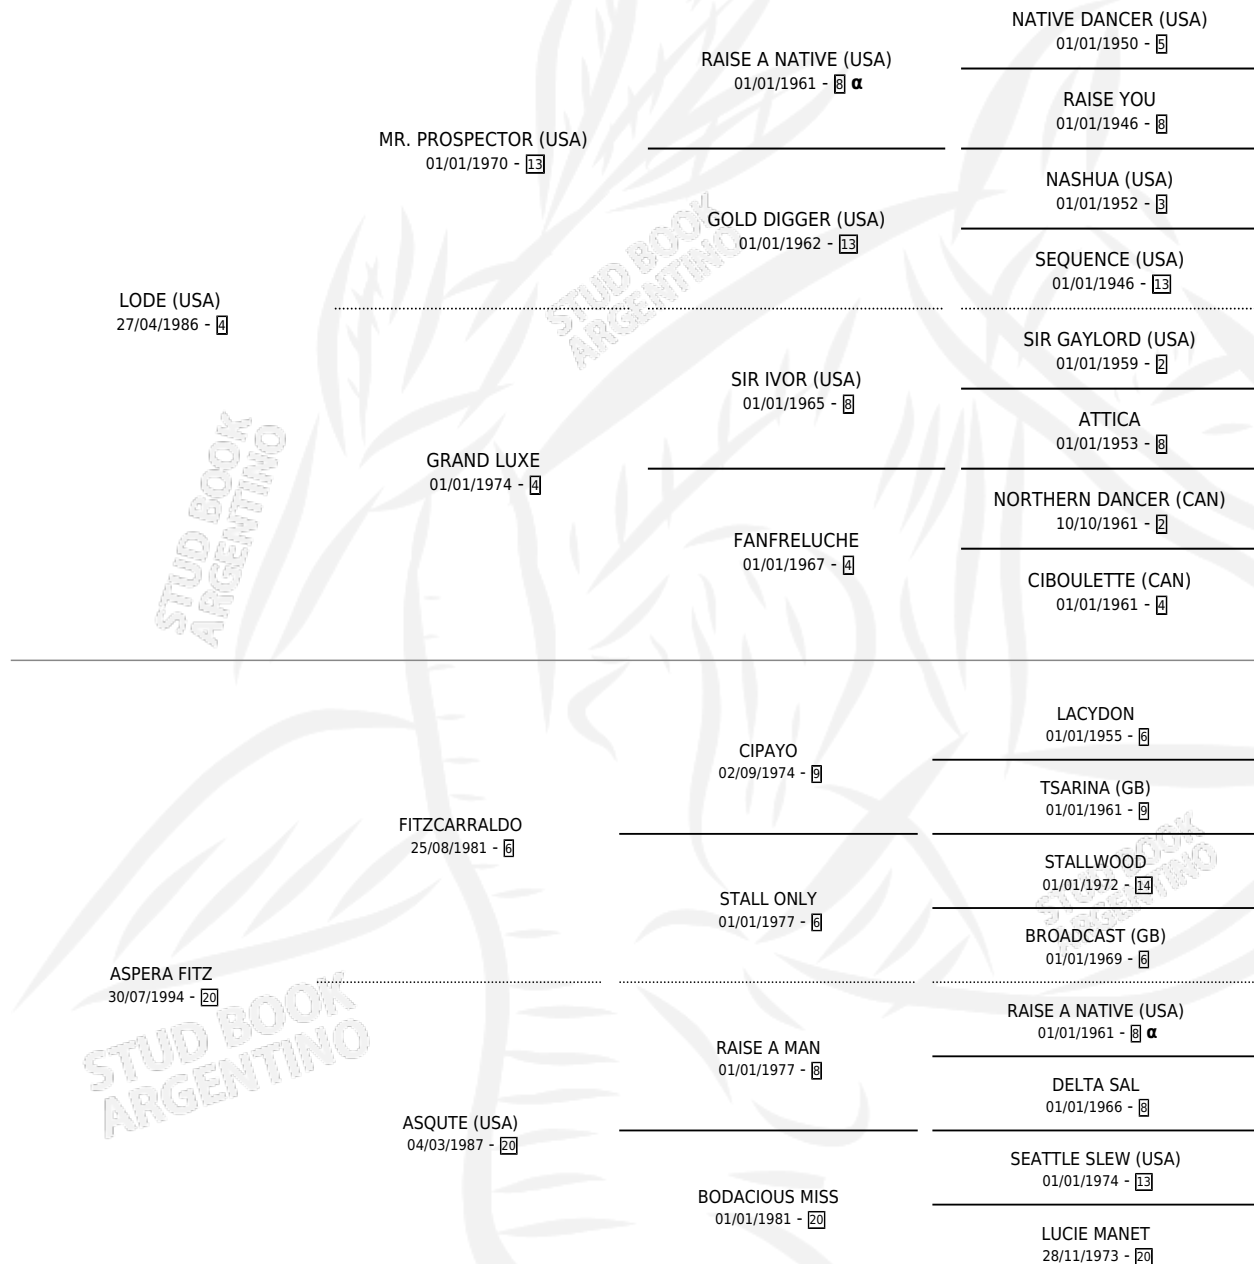 NATIVE DANCER (USA)
01/01/1950 - 5
RAISE A NATIVE (USA)
01/01/1961 - 8 α
RAISE YOU
01/01/1946 - 8
MR. PROSPECTOR (USA)
01/01/1970 - 13
NASHUA (USA)
01/01/1952 - 3
GOLD DIGGER (USA)
01/01/1962 - 13
SEQUENCE (USA)
01/01/1946 - 13
STUD BOOK
ARGENTINO
LODE (USA)
27/04/1986 - 4
SIR GAYLORD (USA)
01/01/1959 - 2
SIR IVOR (USA)
01/01/1965 - 8
ATTICA
01/01/1953 - 8
GRAND LUXE
01/01/1974 - 4
NORTHERN DANCER (CAN)
10/10/1961 - 2
FANFRELUCHE
01/01/1967 - 4
CIBOULETTE (CAN)
01/01/1961 - 4
STUD BOOK
ARGENTINO
LACYDON
01/01/1955 - 6
CIPAYO
02/09/1974 - 9
TSARINA (GB)
01/01/1961 - 9
FITZCARRALDO
25/08/1981 - 6
STALLWOOD
01/01/1972 - 14
STALL ONLY
01/01/1977 - 6
BROADCAST (GB)
01/01/1969 - 6
STUD BOOK
ARGENTINO
ASPERA FITZ
30/07/1994 - 20
STUD BOOK
ARGENTINO
RAISE A NATIVE (USA)
01/01/1961 - 8 α
RAISE A MAN
01/01/1977 - 8
DELTA SAL
01/01/1966 - 8
ASQUTE (USA)
04/03/1987 - 20
SEATTLE SLEW (USA)
01/01/1974 - 13
BODACIOUS MISS
01/01/1981 - 20
LUCIE MANET
28/11/1973 - 20